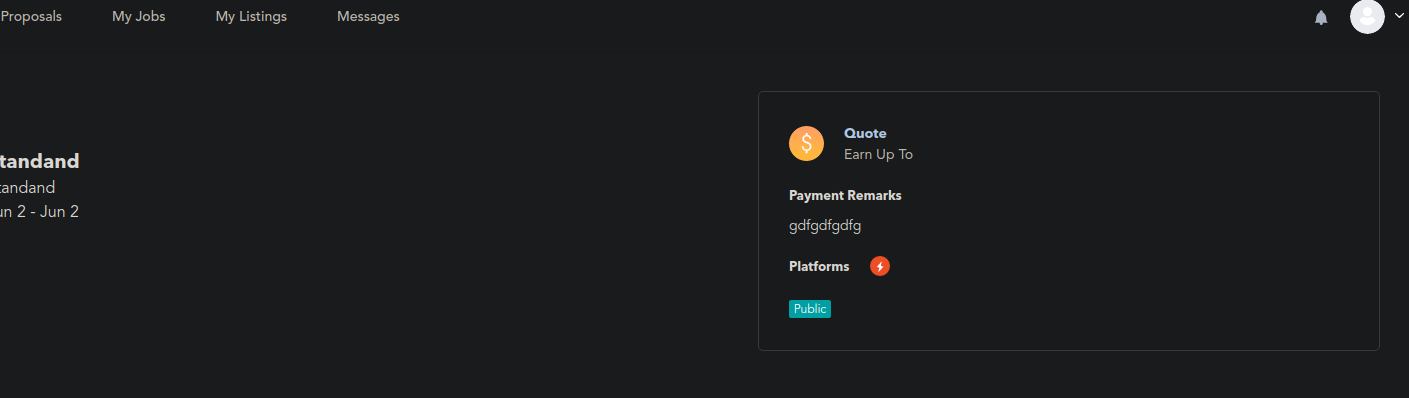 Proposals My Jobs My Listings Messages
tandand
tandand
un 2 - Jun 2
Quote
Earn Up To
Payment Remarks
gdfgdfgdfg
Platforms
Public